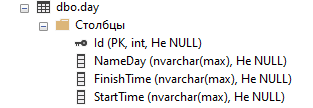 dbo.day
Столбцы
Id (PK, int, Не NULL)
NameDay (nvarchar(max), Не NULL)
FinishTime (nvarchar(max), Не NULL)
StartTime (nvarchar(max), Не NULL)